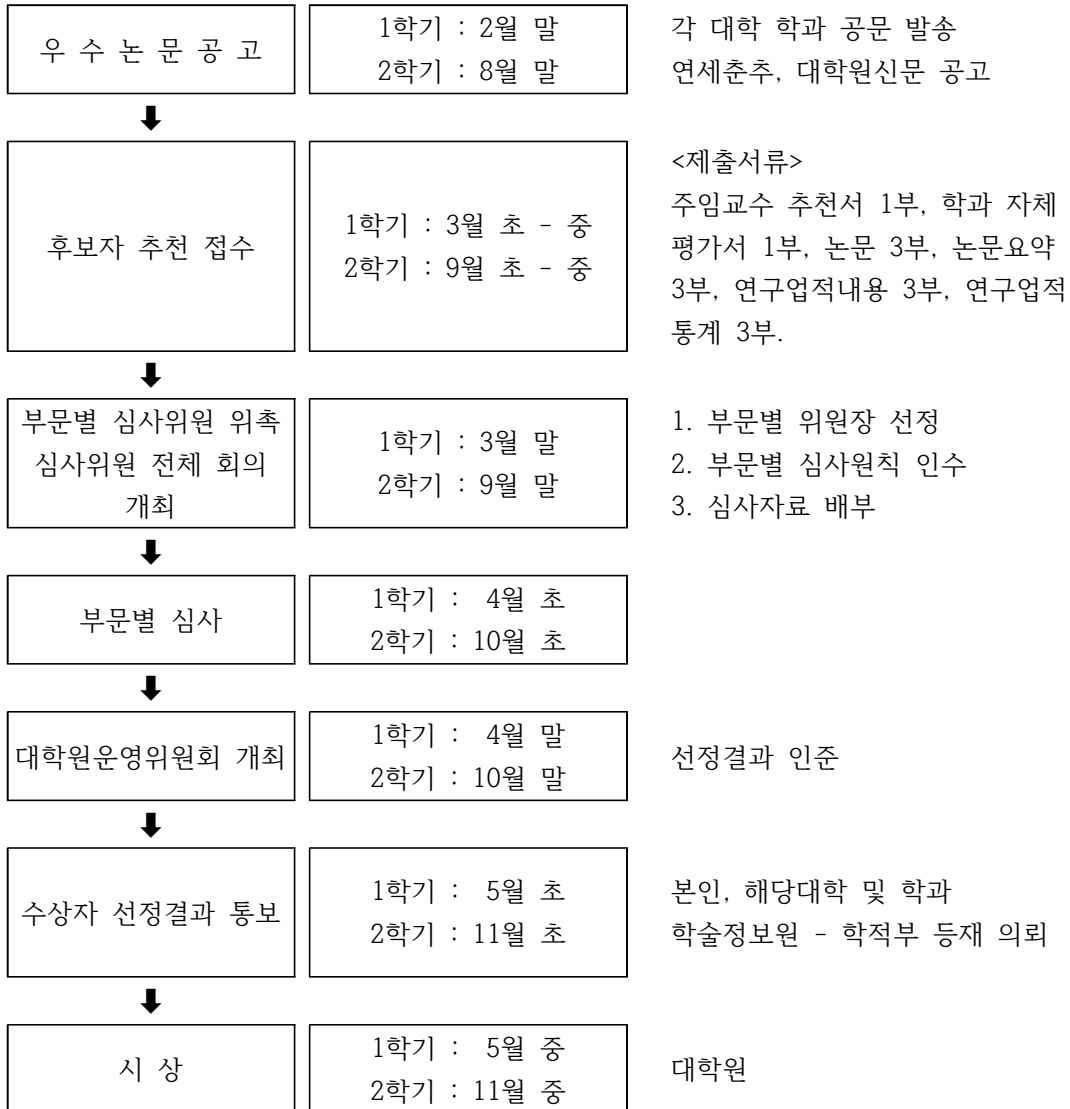 우 수 논 문 공 고
1학기 : 2월 말
2학기 : 8월 말
각 대학 학과 공문 발송
연세춘추, 대학원신문 공고
후보자 추천 접수
1학기 : 3월 초 - 중
2학기 : 9월 초 - 중
<제출서류>
주임교수 추천서 1부, 학과 자체
평가서 1부, 논문 3부, 논문요약
3부, 연구업적내용 3부, 연구업적
통계 3부.
부문별 심사위원 위촉
심사위원 전체 회의
개최
1학기 : 3월 말
2학기 : 9월 말
1. 부문별 위원장 선정
2. 부문별 심사원칙 인수
3. 심사자료 배부
부문별 심사
1학기 : 4월 초
2학기 : 10월 초
대학원운영위원회 개최
1학기 : 4월 말
2학기 : 10월 말
선정결과 인준
수상자 선정결과 통보
1학기 : 5월 초
2학기 : 11월 초
본인, 해당대학 및 학과
학술정보원 - 학적부 등재 의뢰
시 상
1학기 : 5월 중
2학기 : 11월 중
대학원